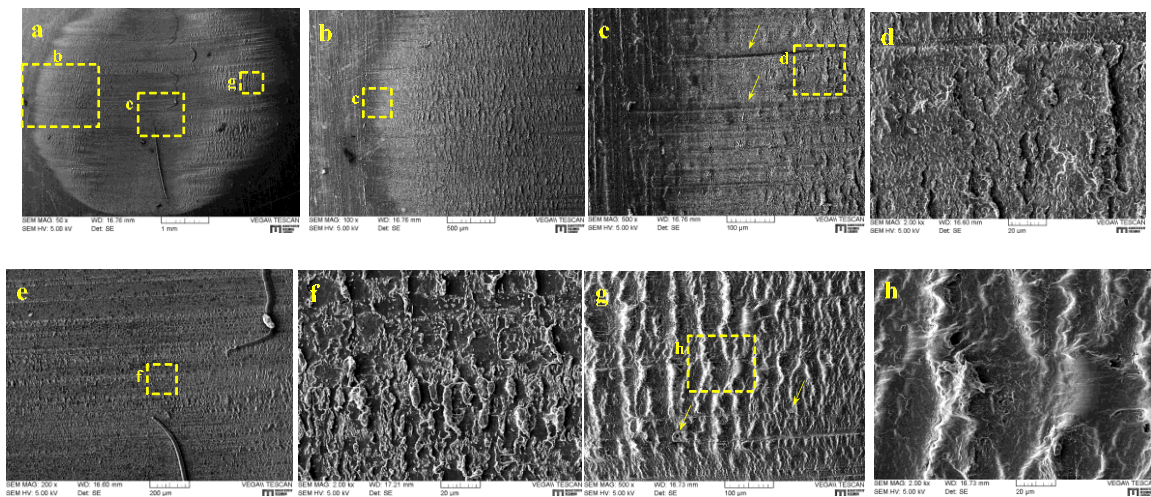 a
b
e
g
SEM MAG: 50 x WD: 16.76 mm VEGA\\ TESCAN
SEM HV: 5.00 kV Det: SE 1 mm
b
c
SEM MAG: 100 x WD: 16.76 mm VEGA\\ TESCAN
SEM HV: 5.00 kV Det: SE 500 µm
c
d
SEM MAG: 500 x WD: 16.76 mm VEGA\\ TESCAN
SEM HV: 5.00 kV Det: SE 100 µm
d
SEM MAG: 2.00 kx WD: 16.60 mm VEGA\\ TESCAN
SEM HV: 5.00 kV Det: SE 20 µm
e
f
SEM MAG: 200 x WD: 16.60 mm VEGA\\ TESCAN
SEM HV: 5.00 kV Det: SE 200 µm
f
SEM MAG: 2.00 kx WD: 17.21 mm VEGA\\ TESCAN
SEM HV: 5.00 kV Det: SE 20 µm
g
h
SEM MAG: 500 x WD: 16.73 mm VEGA\\ TESCAN
SEM HV: 5.00 kV Det: SE 100 µm
h
SEM MAG: 2.00 kx WD: 16.73 mm VEGA\\ TESCAN
SEM HV: 5.00 kV Det: SE 20 µm